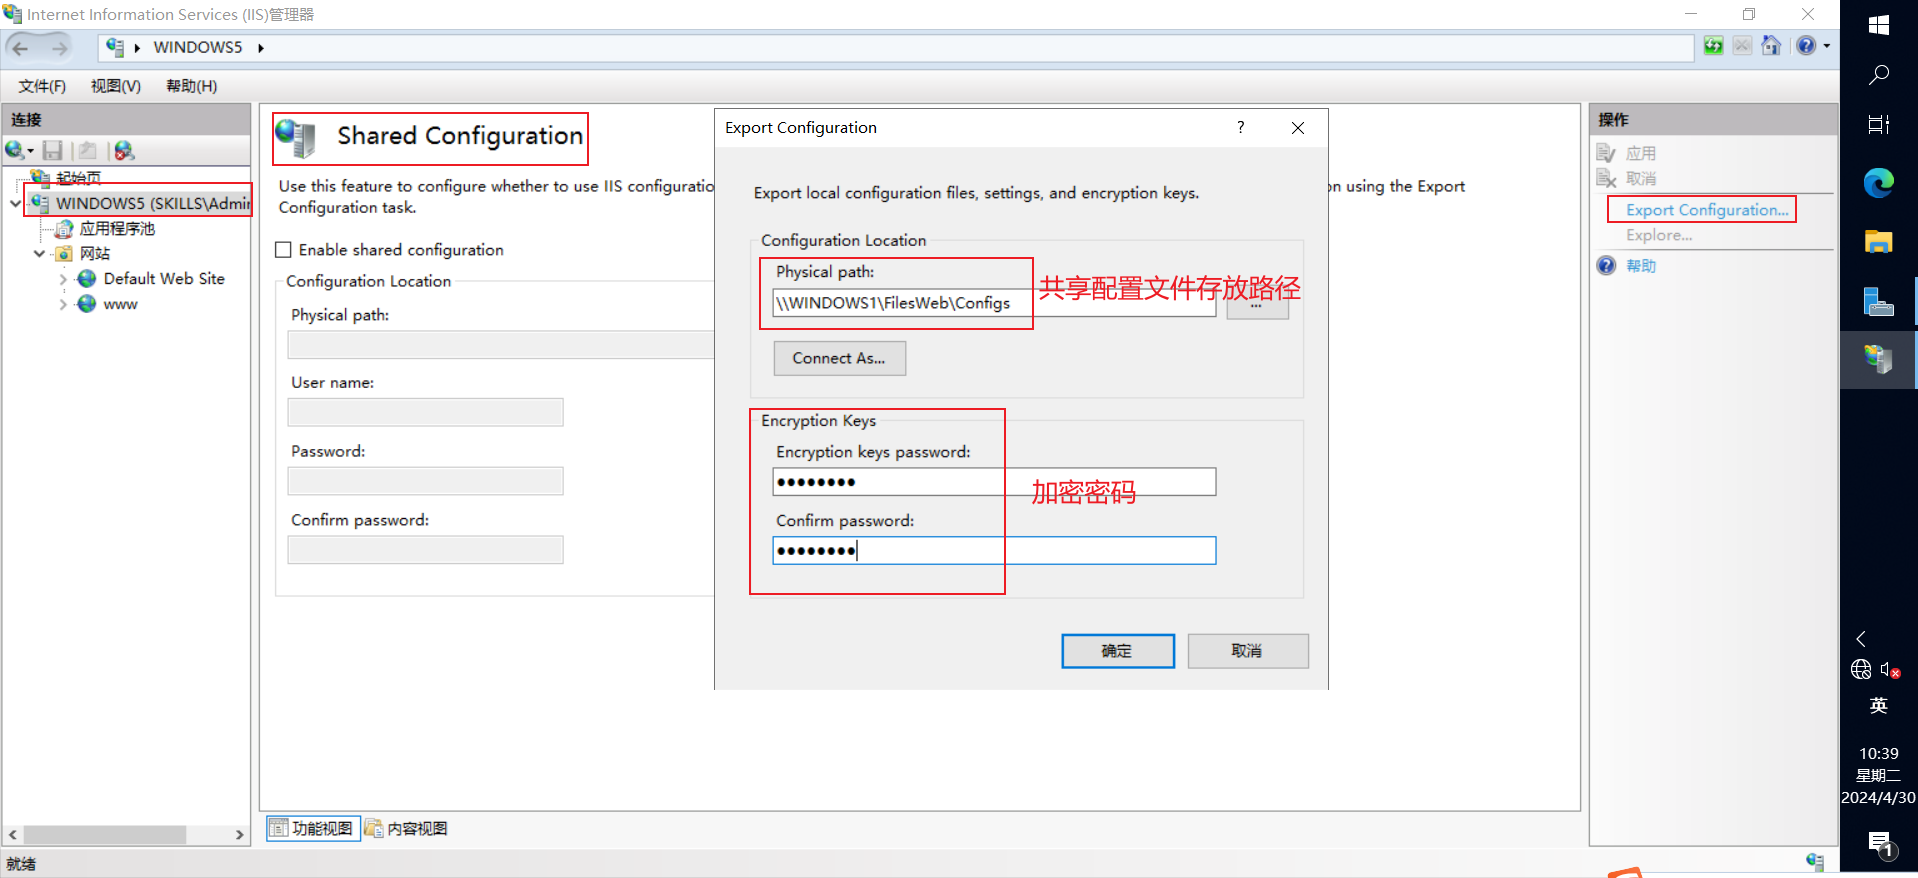 Internet Information Services (IIS)管理器
WINDOWS5
文件(F) 视图(V) 帮助(H)
连接
起始页
WINDOWS5 (SKILLS\Admin
应用程序池
网站
Default Web Site
www
Shared Configuration
Use this feature to configure whether to use IIS configuratio
n using the Export
Configuration task.
Enable shared configuration
Configuration Location
Physical path:
User name:
Password:
Confirm password:
功能视图 内容视图
就绪
Export Configuration
?
Export local configuration files, settings, and encryption keys.
Configuration Location
Physical path:
共享配置文件存放路径
\\WINDOWS1\FilesWeb\Configs
...
Connect As...
Encryption Keys
Encryption keys password:
●●●●●●●●
加密密码
Confirm password:
●●●●●●●●
确定 取消
操作
应用
取消
Export Configuration...
Explore...
帮助
英
10:39
星期二
2024/4/30
1